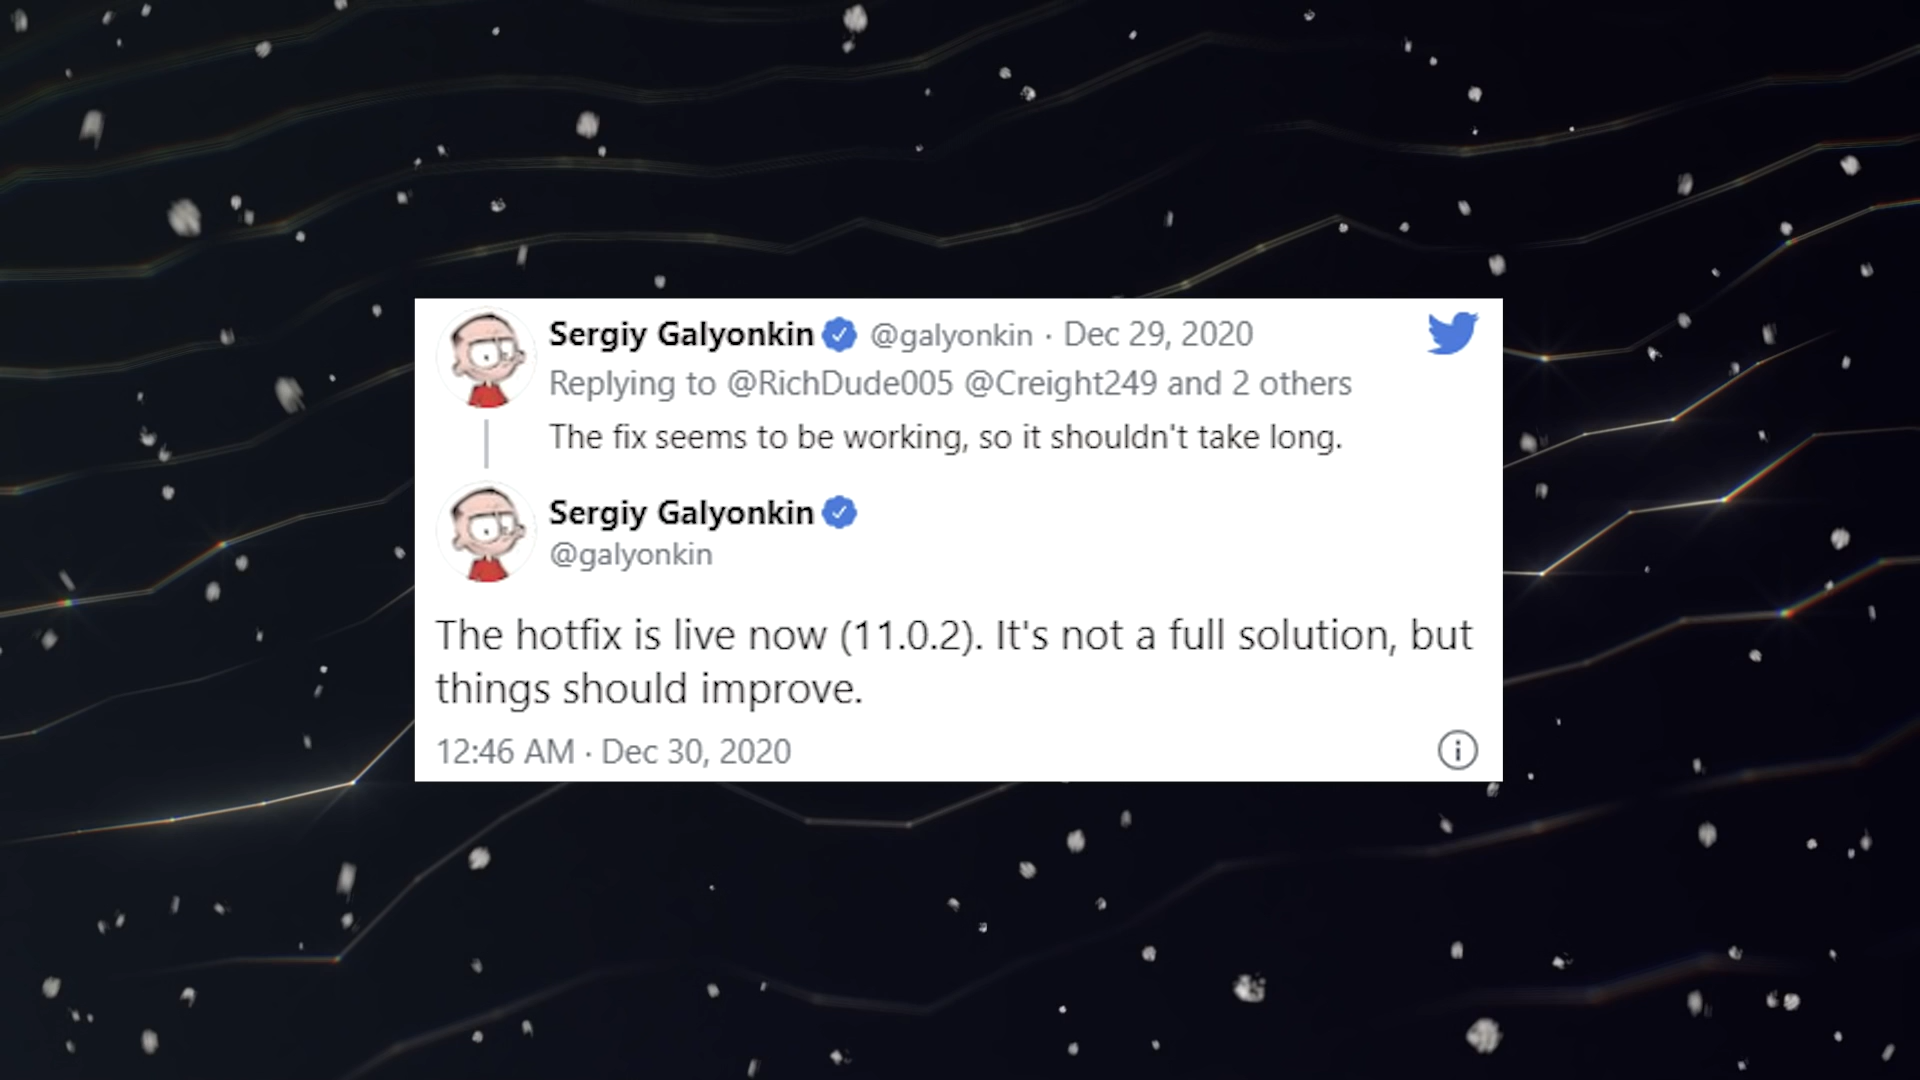 Sergiy Galyonkin @galyonkin · Dec 29, 2020
Replying to @RichDude005 @Creight249 and 2 others
The fix seems to be working, so it shouldn't take long.
Sergiy Galyonkin
@galyonkin
The hotfix is live now (11.0.2). It's not a full solution, but
things should improve.
12:46 AM · Dec 30, 2020